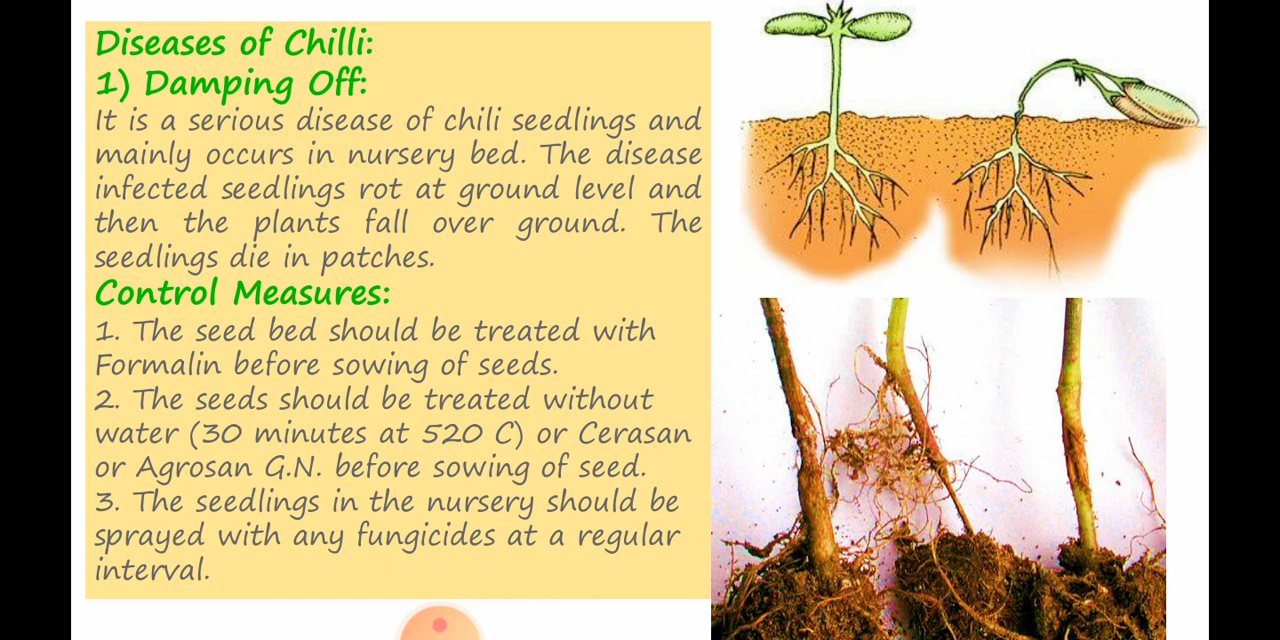 Diseases of Chilli:
1) Damping Off:
It is a serious disease of chili seedlings and
mainly occurs in nursery bed. The disease
infected seedlings rot at ground level and
then the plants fall over ground. The
seedlings die in patches.
Control Measures:
1. The seed bed should be treated with
Formalin before sowing of seeds.
2. The seeds should be treated without
water (30 minutes at 520 C) or Cerasan
or Agrosan G.N. before sowing of seed.
3. The seedlings in the nursery should be
sprayed with any fungicides at a regular
interval.